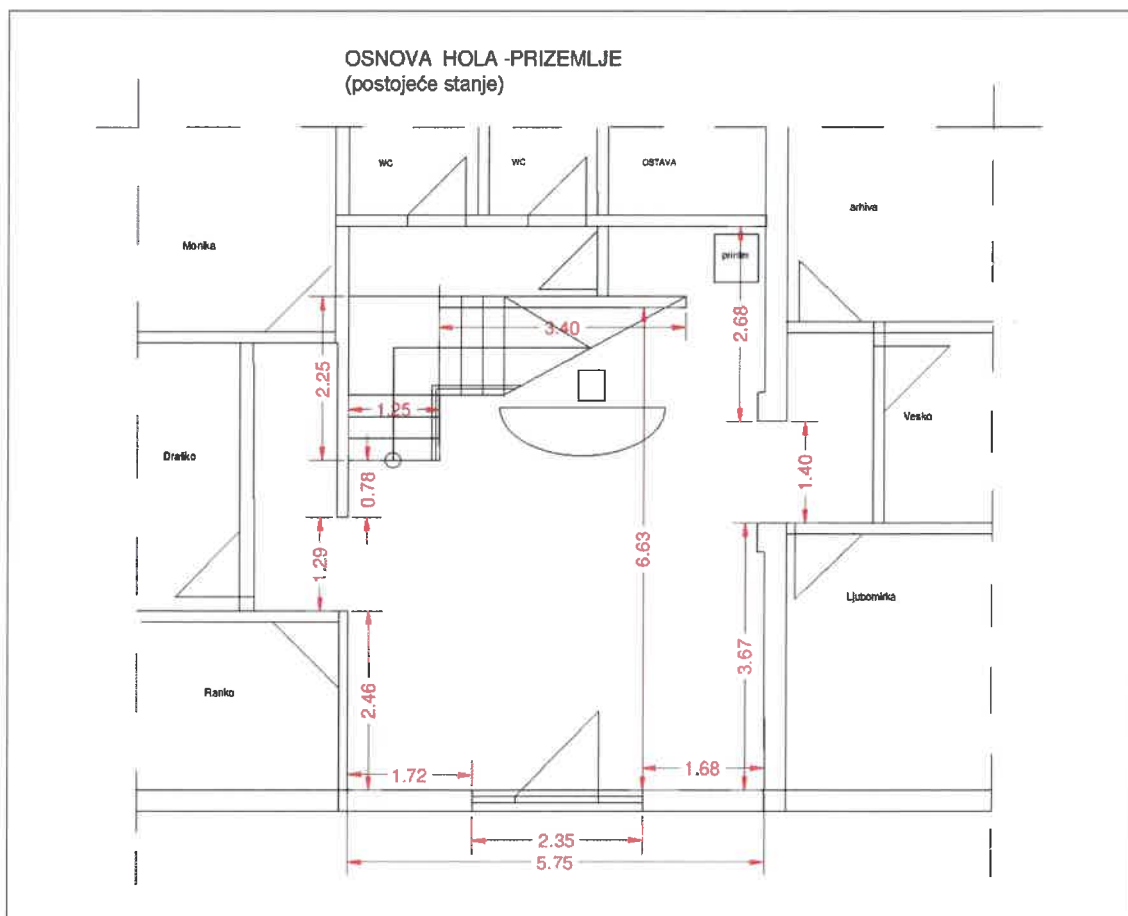 OSNOVA HOLA -PRIZEMLJE
(postojeće stanje)
WC
WC
OSTAVA
arhiva
Monika
printer
3.40
2.68
2.25
1.25
Vesko
Draško
0.78
1.40
1.29
6.63
Ljubomirka
3.67
Ranko
2.46
1.72
1.68
2.35
5.75